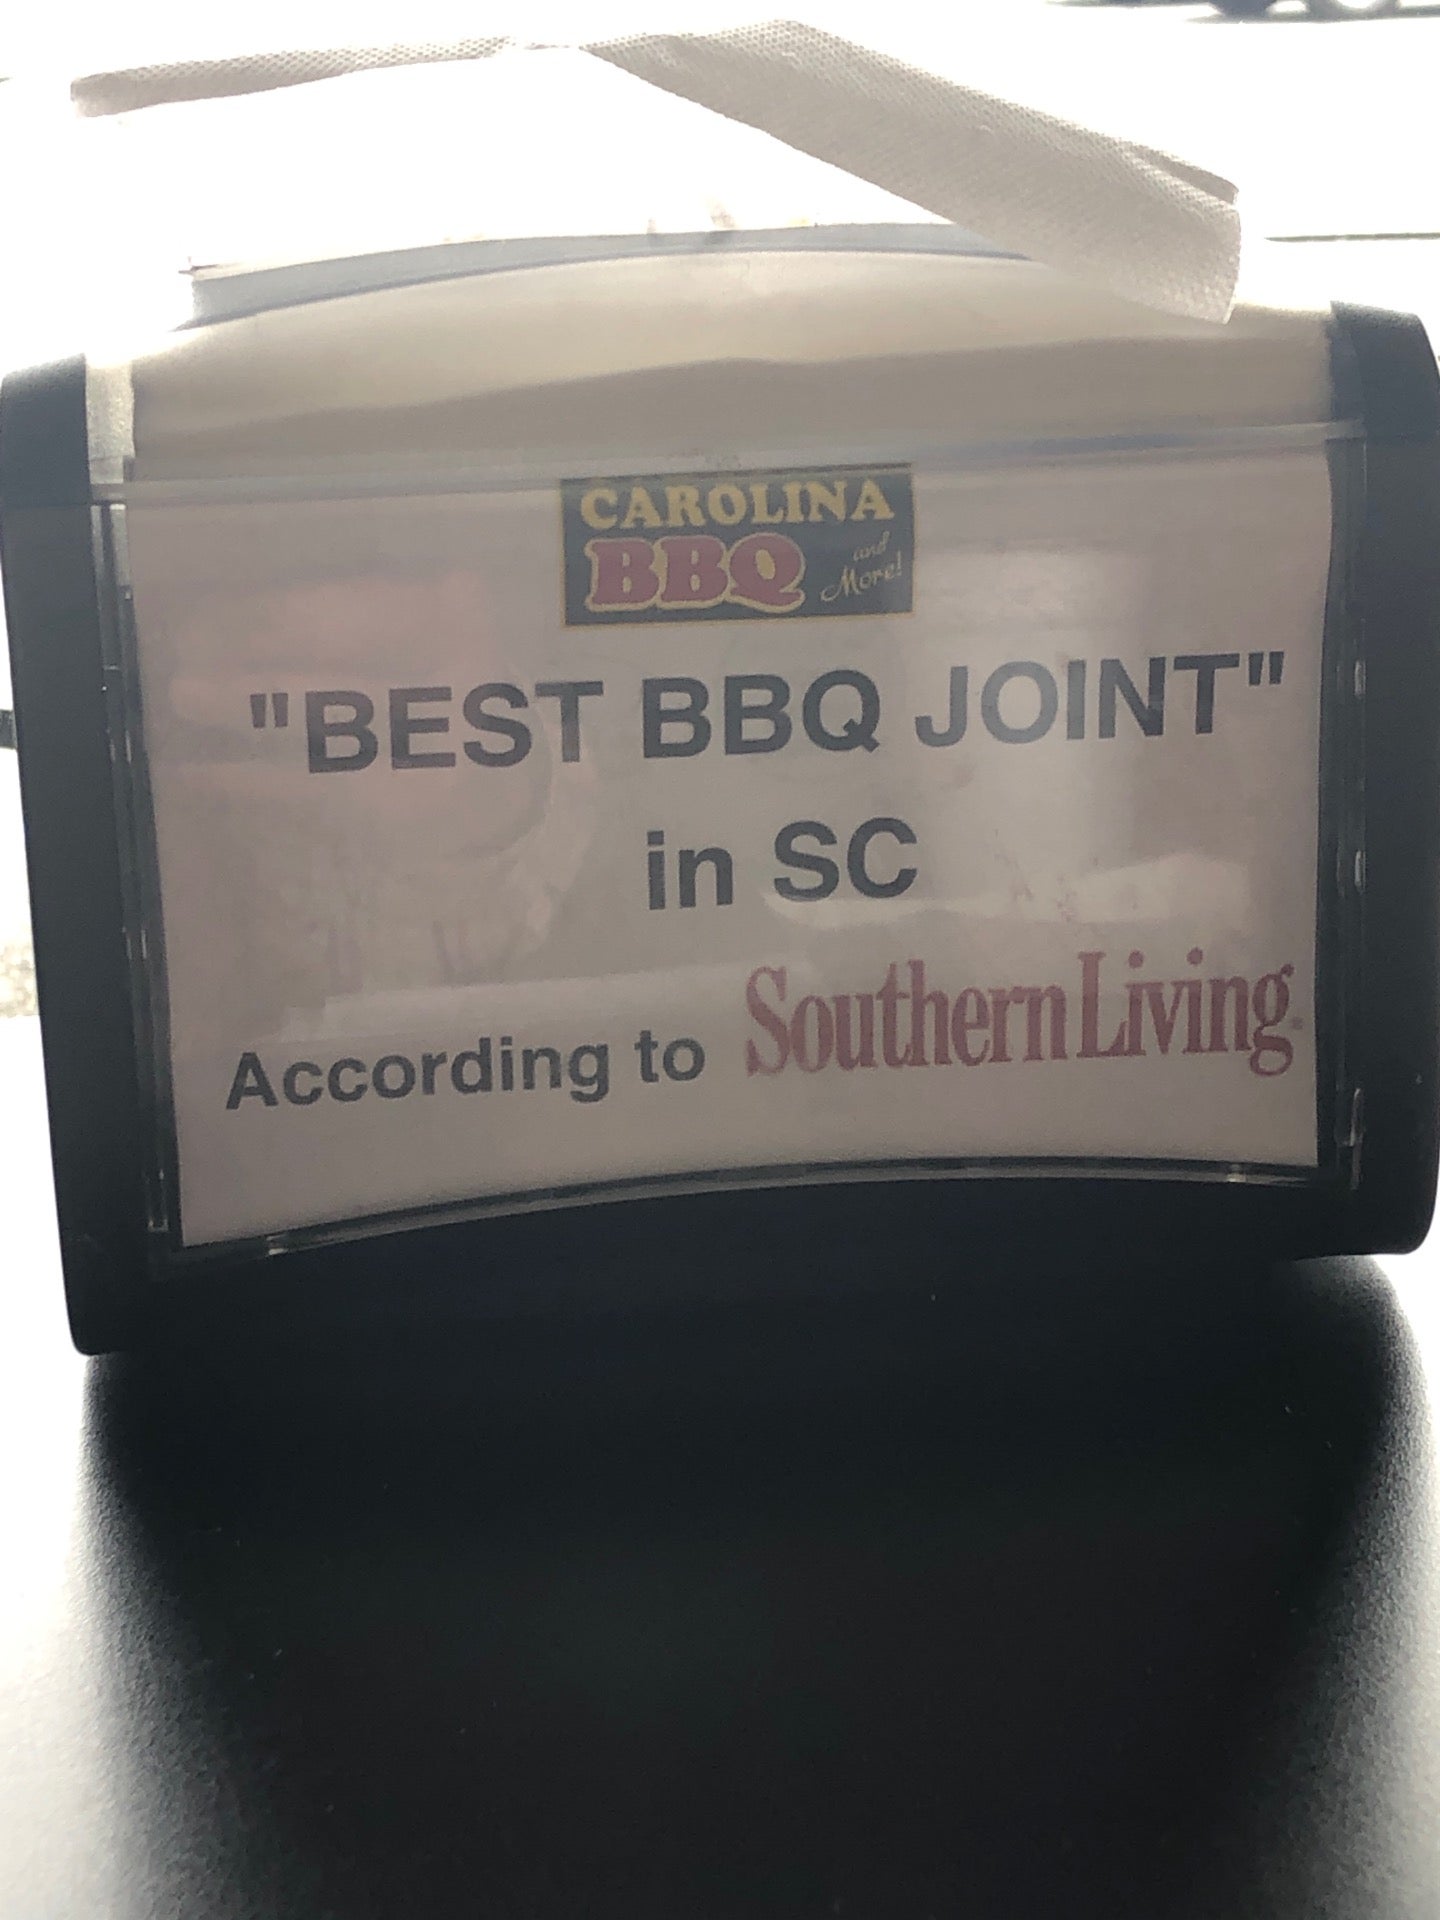 CAROLINA
BBQ and More!
"BEST BBQ JOINT"
in SC
According to Southern Living